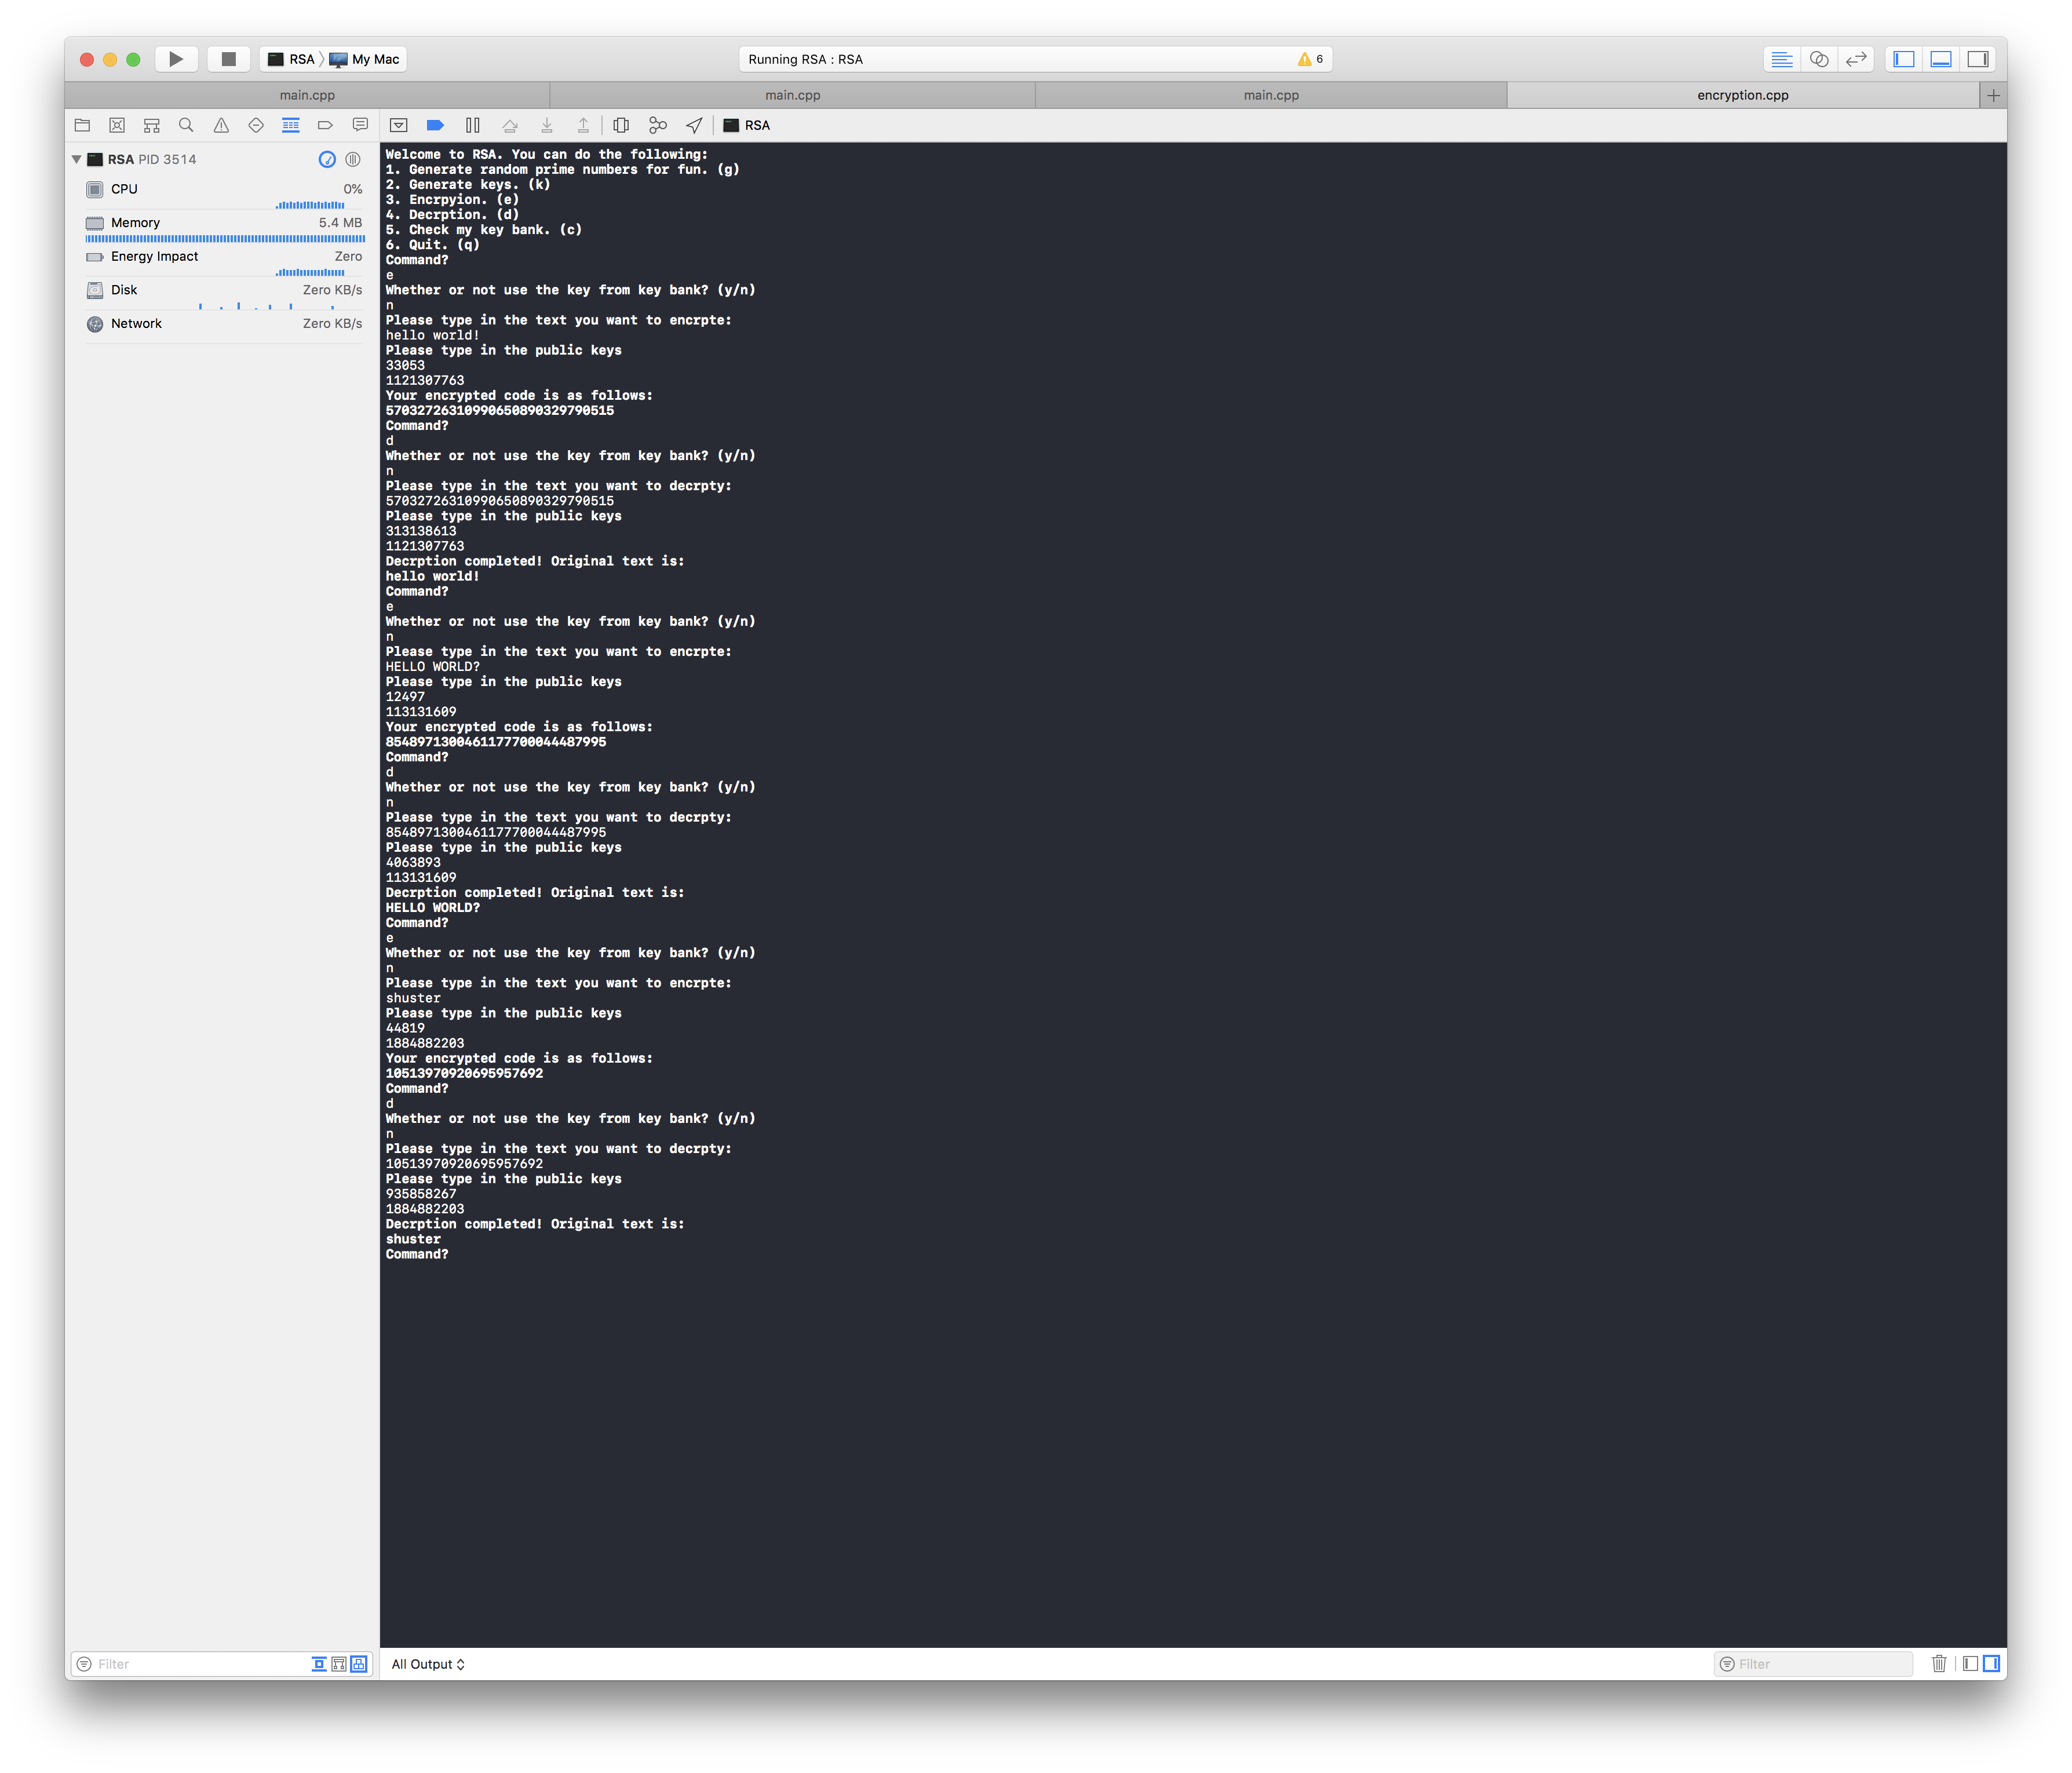 RSA 〉 My Mac
Running RSA : RSA
6
main.cpp
main.cpp
main.cpp
encryption.cpp
RSA
RSA PID 3514
CPU 0%
Memory 5.4 MB
Energy Impact Zero
Disk Zero KB/s
Network Zero KB/s
Welcome to RSA. You can do the following:
1. Generate random prime numbers for fun. (g)
2. Generate keys. (k)
3. Encrpyion. (e)
4. Decrption. (d)
5. Check my key bank. (c)
6. Quit. (q)
Command?
e
Whether or not use the key from key bank? (y/n)
n
Please type in the text you want to encrpte:
hello world!
Please type in the public keys
33053
1121307763
Your encrypted code is as follows:
57032726310990650890329790515
Command?
d
Whether or not use the key from key bank? (y/n)
n
Please type in the text you want to decrpty:
57032726310990650890329790515
Please type in the public keys
313138613
1121307763
Decrption completed! Original text is:
hello world!
Command?
e
Whether or not use the key from key bank? (y/n)
n
Please type in the text you want to encrpte:
HELLO WORLD?
Please type in the public keys
12497
113131609
Your encrypted code is as follows:
8548971300461177700044487995
Command?
d
Whether or not use the key from key bank? (y/n)
n
Please type in the text you want to decrpty:
8548971300461177700044487995
Please type in the public keys
4063893
113131609
Decrption completed! Original text is:
HELLO WORLD?
Command?
e
Whether or not use the key from key bank? (y/n)
n
Please type in the text you want to encrpte:
shuster
Please type in the public keys
44819
1884882203
Your encrypted code is as follows:
10513970920695957692
Command?
d
Whether or not use the key from key bank? (y/n)
n
Please type in the text you want to decrpty:
10513970920695957692
Please type in the public keys
935858267
1884882203
Decrption completed! Original text is:
shuster
Command?
Filter
All Output
Filter